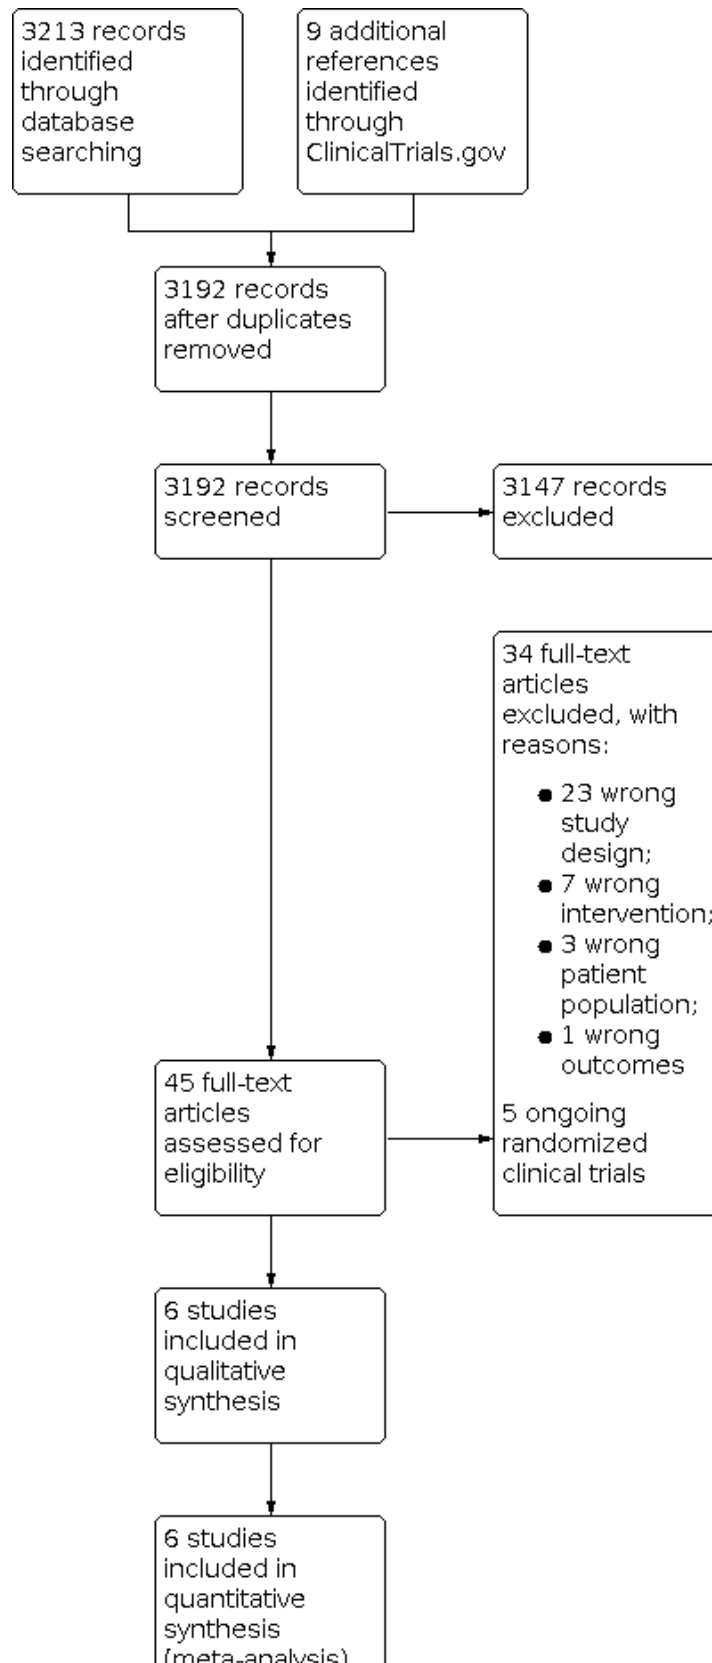 3213 records
identified
through
database
searching
9 additional
references
identified
through
ClinicalTrials.gov
3192 records
after duplicates
removed
3192 records
screened
3147 records
excluded
34 full-text
articles
excluded, with
reasons:
● 23 wrong
study
design;
● 7 wrong
intervention;
● 3 wrong
patient
population;
● 1 wrong
outcomes
5 ongoing
randomized
clinical trials
45 full-text
articles
assessed for
eligibility
6 studies
included in
qualitative
synthesis
6 studies
included in
quantitative
synthesis
(meta-analysis)